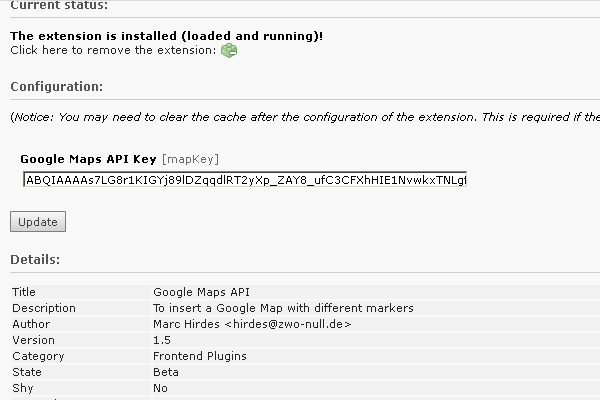 Current status:
The extension is installed (loaded and running)!
Click here to remove the extension:
Configuration:
(Notice: You may need to clear the cache after the configuration of the extension. This is required if the
Google Maps API Key [mapKey]
ABQIAAAAs7LG8r1KIGYj89lDZqqdlRT2yXp_ZAY8_ufC3CFXhHIE1NvwkxTNLgf
Update
Details:
Title Google Maps API
Description To insert a Google Map with different markers
Author Marc Hirdes <hirdes@zwo-null.de>
Version 1.5
Category Frontend Plugins
State Beta
Shy No